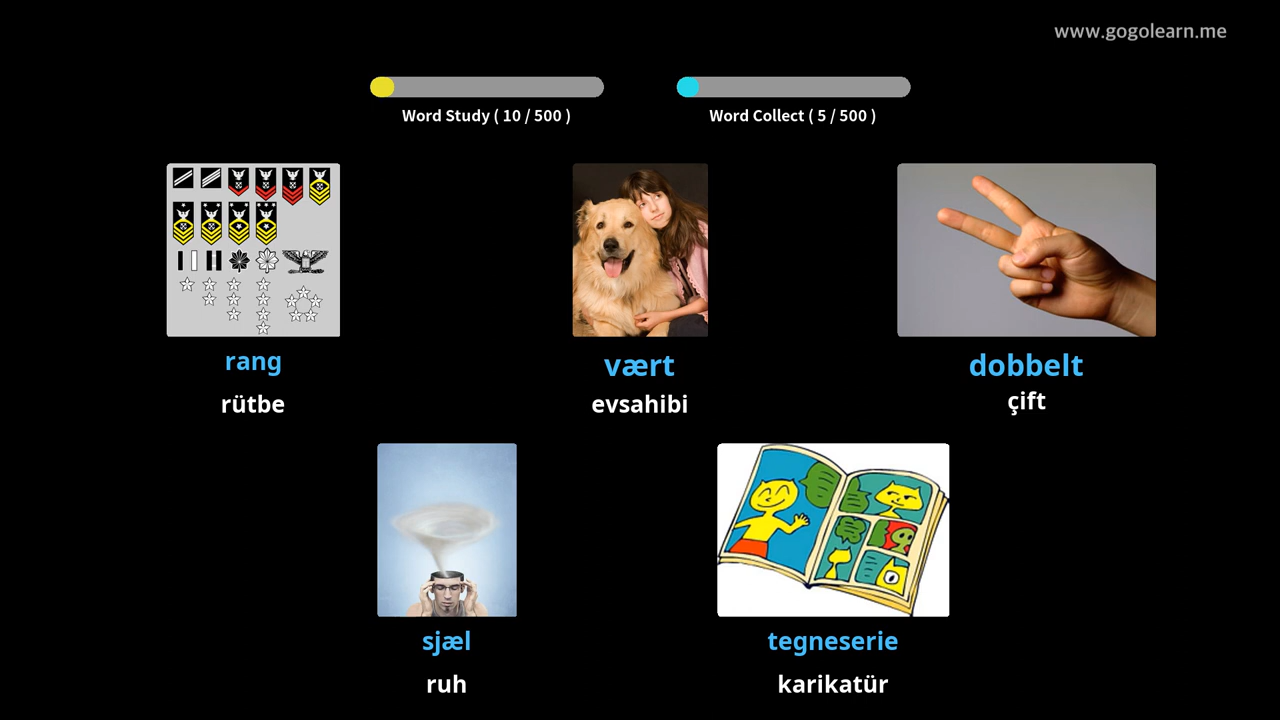 www.gogolearn.me
Word Study ( 10 / 500 )
Word Collect ( 5 / 500 )
rang
rütbe
vært
evsahibi
dobbelt
çift
sjæl
ruh
tegneserie
karikatür